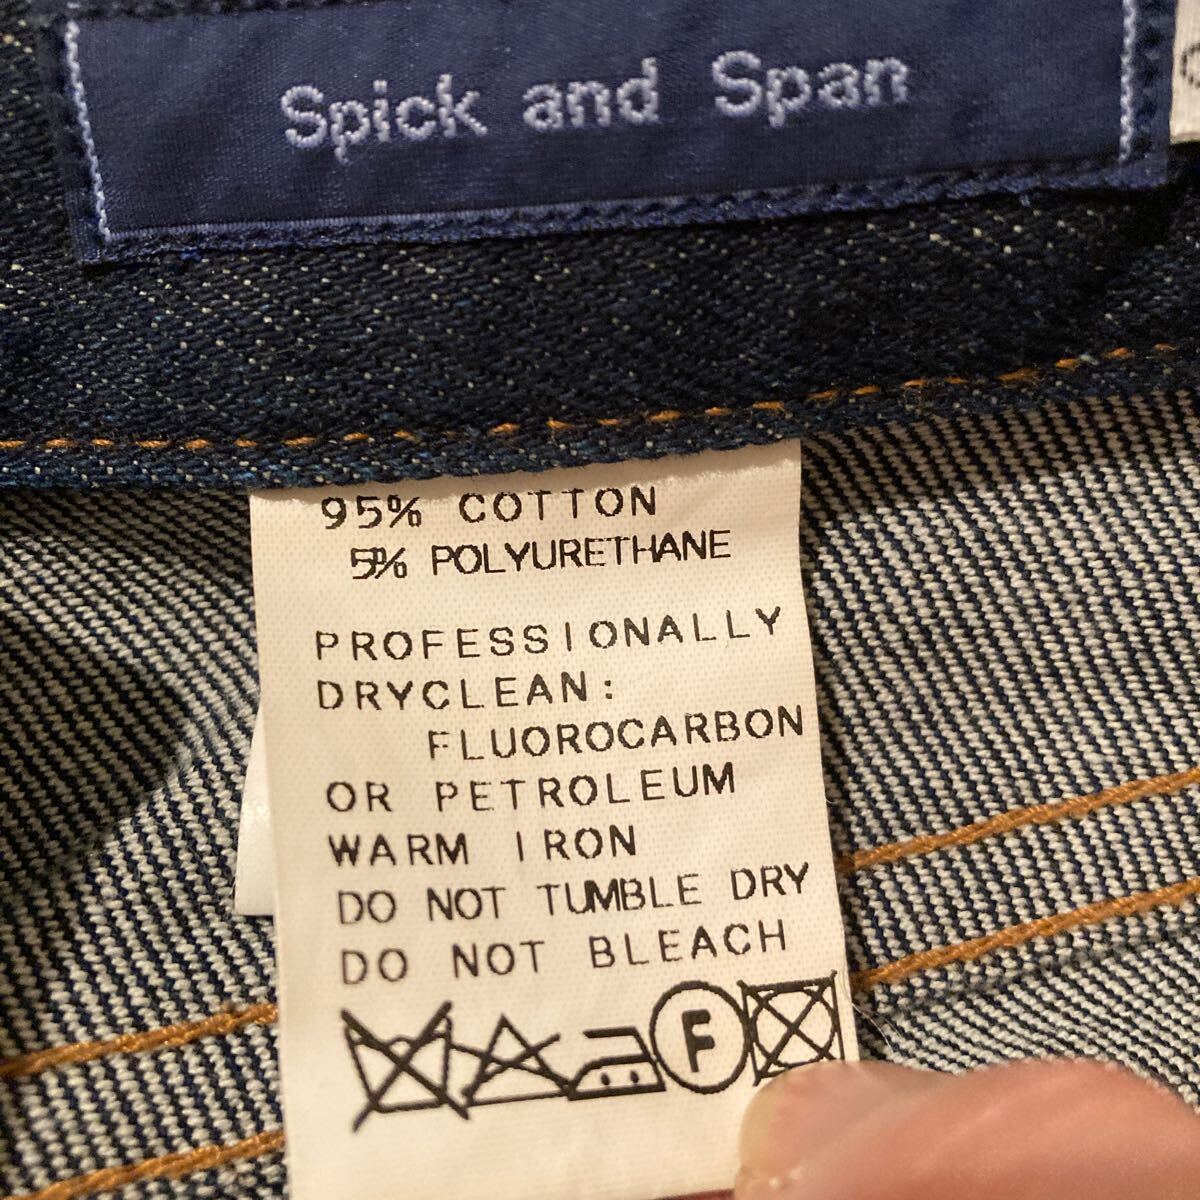 Spick and Span
95% COTTON
5% POLYURETHANE
PROFESSIONALLY
DRYCLEAN:
FLUOROCARBON
OR PETROLEUM
WARM IRON
DO NOT TUMBLE DRY
DO NOT BLEACH
F